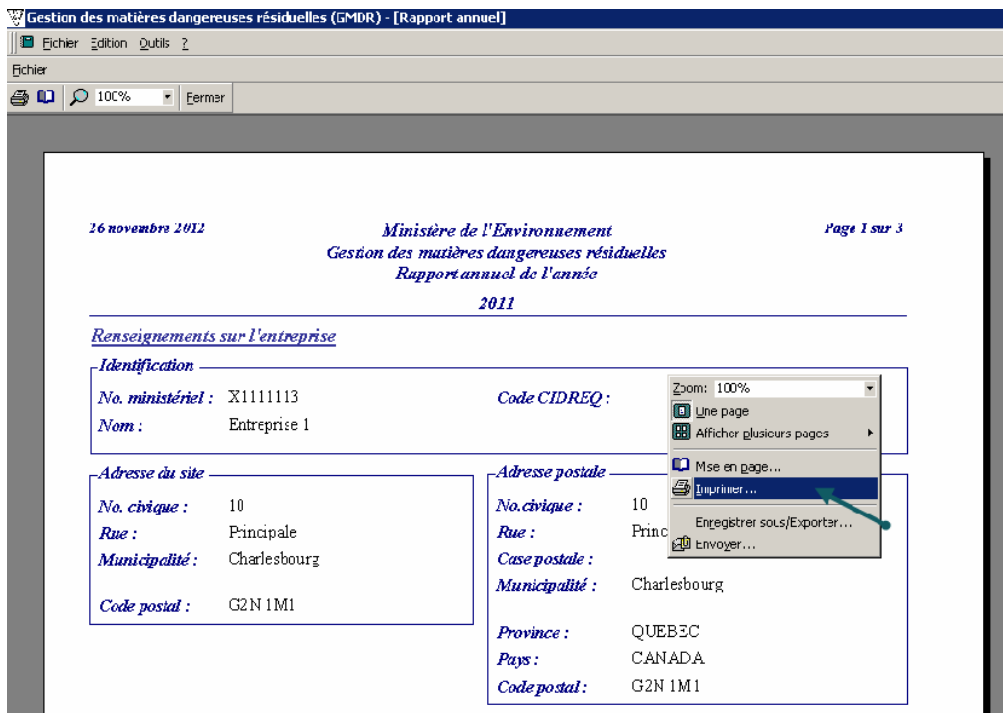 Gestion des matières dangereuses résiduelles (GMDR) - [Rapport annuel]
Fichier Edition Outils ?
Fichier
100% Fermer
26 novembre 2012 Ministère de l'Environnement Page 1 sur 3
Gestion des matières dangereuses résiduelles
Rapport annuel de l'année
2011
Renseignements sur l'entreprise
Identification
No. ministériel : X1111113 Code CIDREQ :
Nom : Entreprise 1
Zoom: 100%
Une page
Afficher plusieurs pages
Mise en page...
Imprimer...
Enregistrer sous/Exporter...
Envoyer...
Adresse du site
No. civique : 10
Rue : Principale
Municipalité : Charlesbourg
Code postal : G2N 1M1
Adresse postale
No.civique : 10
Rue : Princ
Case postale :
Municipalité : Charlesbourg
Province : QUEBEC
Pays : CANADA
Code postal : G2N 1M1